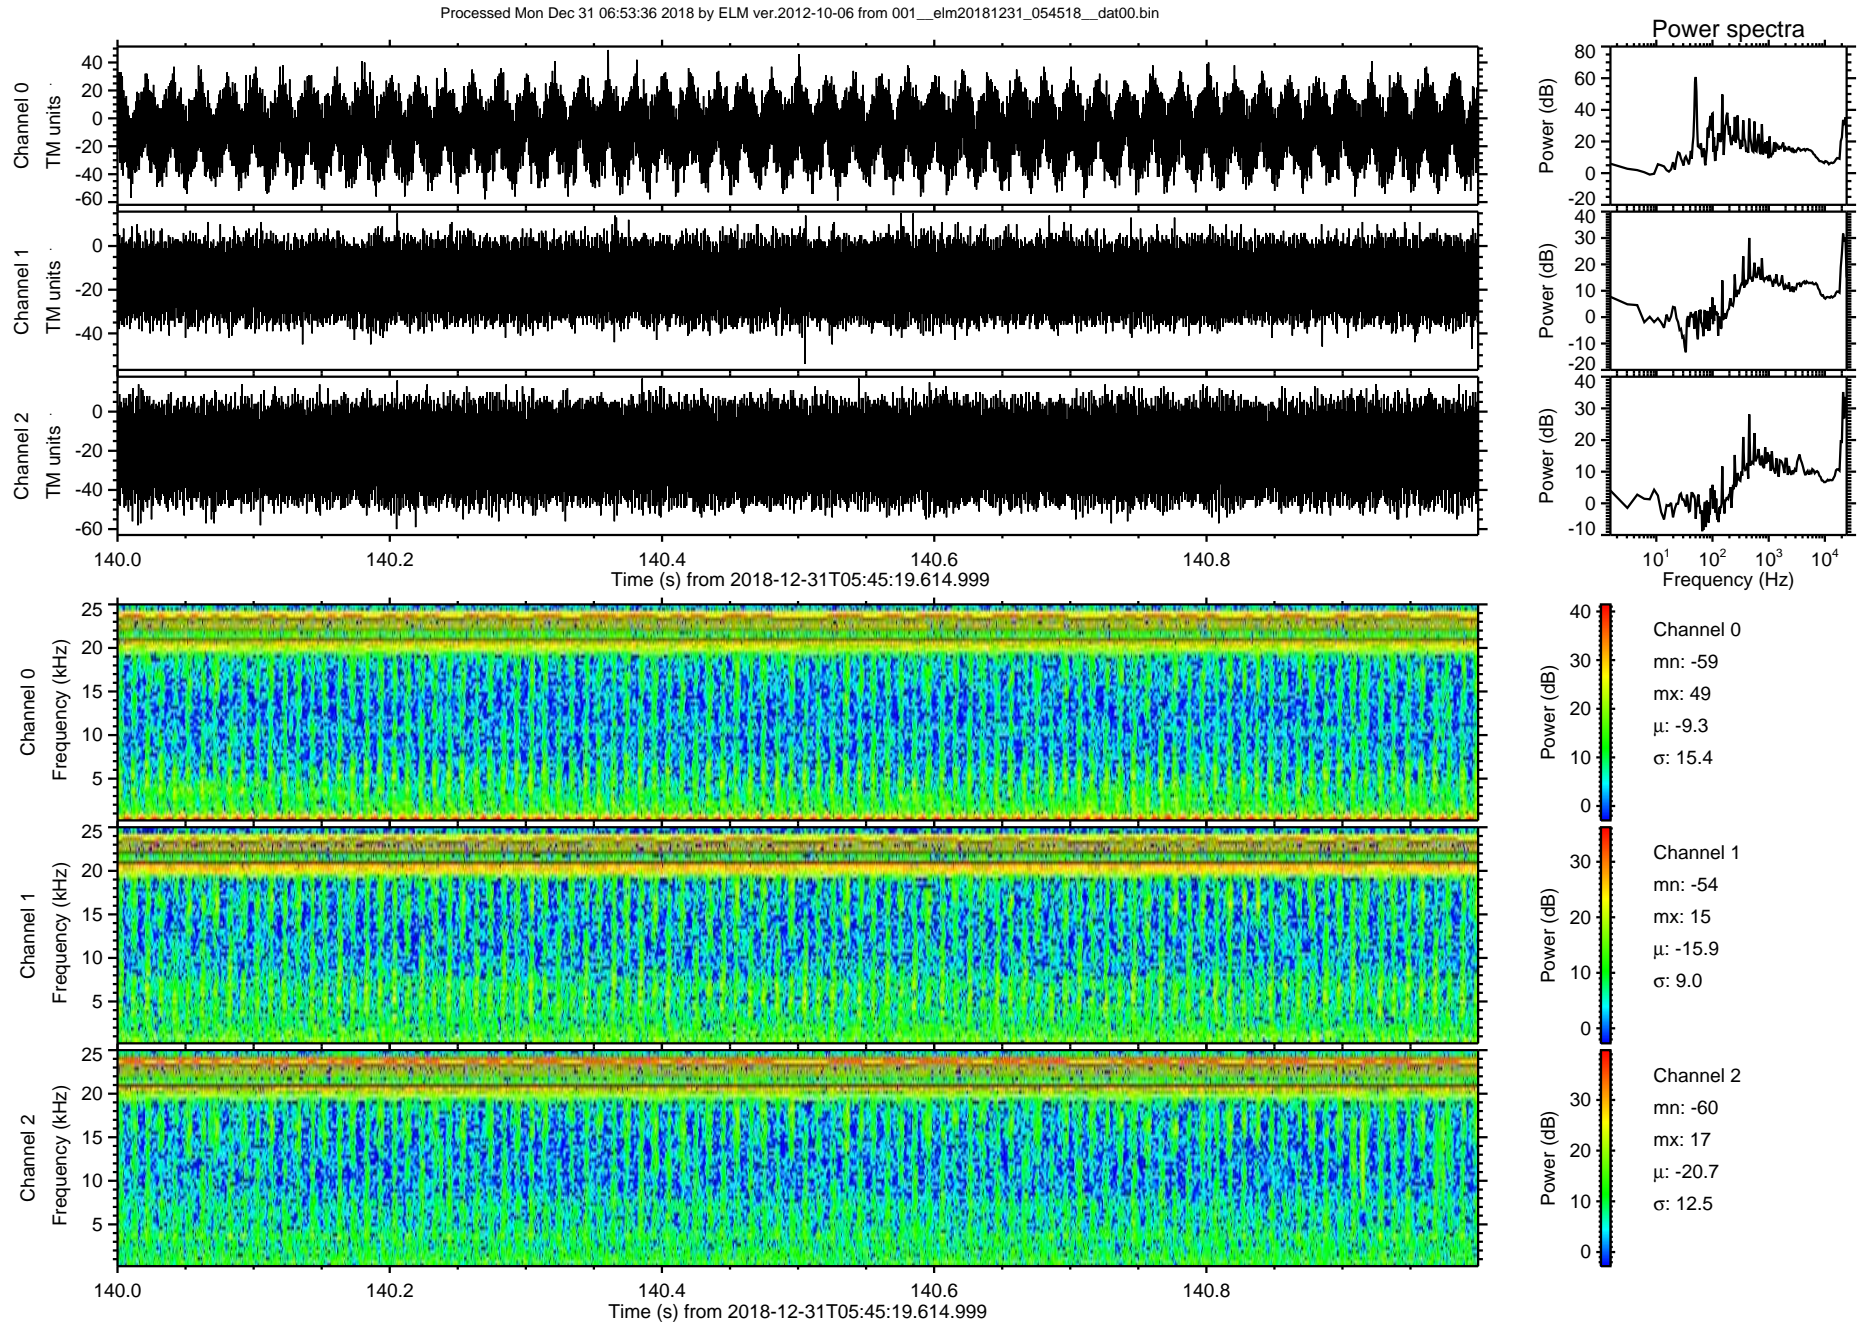 Processed Mon Dec 31 06:53:36 2018 by ELM ver.2012-10-06 from 001__elm20181231_054518__dat00.bin
Power spectra
Channel 0
TM units
40
20
0
-20
-40
-60
Power (dB)
80
60
40
20
0
-20
Channel 1
TM units
0
-20
-40
Power (dB)
40
30
20
10
0
-10
-20
Channel 2
TM units
0
-20
-40
-60
Power (dB)
40
30
20
10
0
-10
140.0 140.2 140.4 140.6 140.8
Time (s) from 2018-12-31T05:45:19.614.999
10^1 10^2 10^3 10^4
Frequency (Hz)
Channel 0
Frequency (kHz)
25
20
15
10
5
Power (dB)
40
30
20
10
0
Channel 0
mn: -59
mx: 49
μ: -9.3
σ: 15.4
Channel 1
Frequency (kHz)
25
20
15
10
5
Power (dB)
30
20
10
0
Channel 1
mn: -54
mx: 15
μ: -15.9
σ: 9.0
Channel 2
Frequency (kHz)
25
20
15
10
5
Power (dB)
30
20
10
0
Channel 2
mn: -60
mx: 17
μ: -20.7
σ: 12.5
140.0 140.2 140.4 140.6 140.8
Time (s) from 2018-12-31T05:45:19.614.999